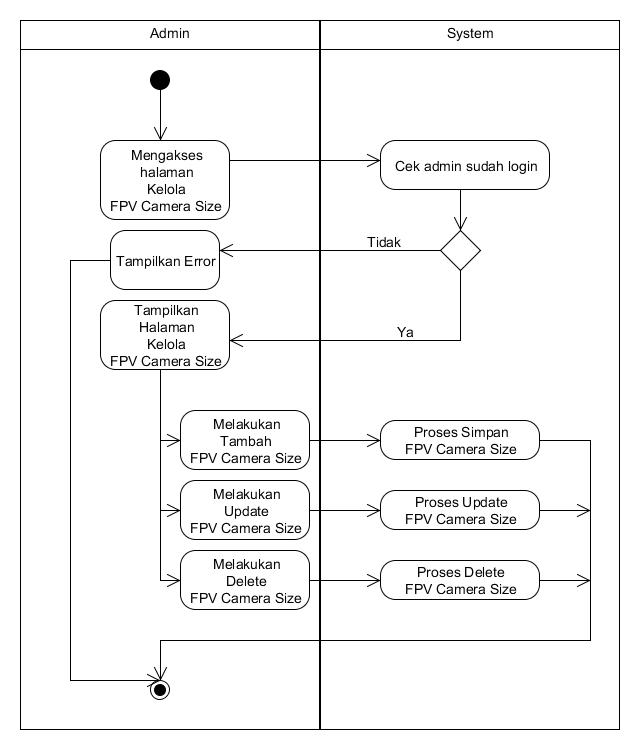 Admin
System
Mengakses
halaman
Kelola
FPV Camera Size
Cek admin sudah login
Tidak
Tampilkan Error
Tampilkan
Halaman
Kelola
FPV Camera Size
Ya
Melakukan
Tambah
FPV Camera Size
Proses Simpan
FPV Camera Size
Melakukan
Update
FPV Camera Size
Proses Update
FPV Camera Size
Melakukan
Delete
FPV Camera Size
Proses Delete
FPV Camera Size